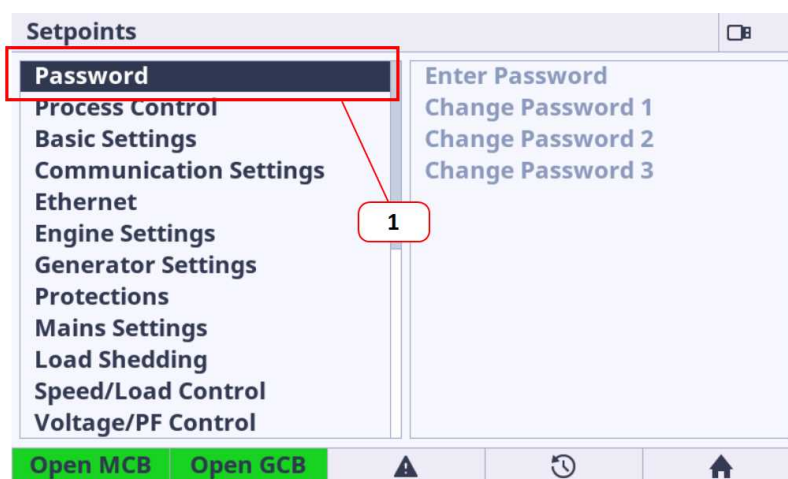 Setpoints
Password
Process Control
Basic Settings
Communication Settings
Ethernet
Engine Settings
Generator Settings
Protections
Mains Settings
Load Shedding
Speed/Load Control
Voltage/PF Control
Enter Password
Change Password 1
Change Password 2
Change Password 3
1
Open MCB Open GCB